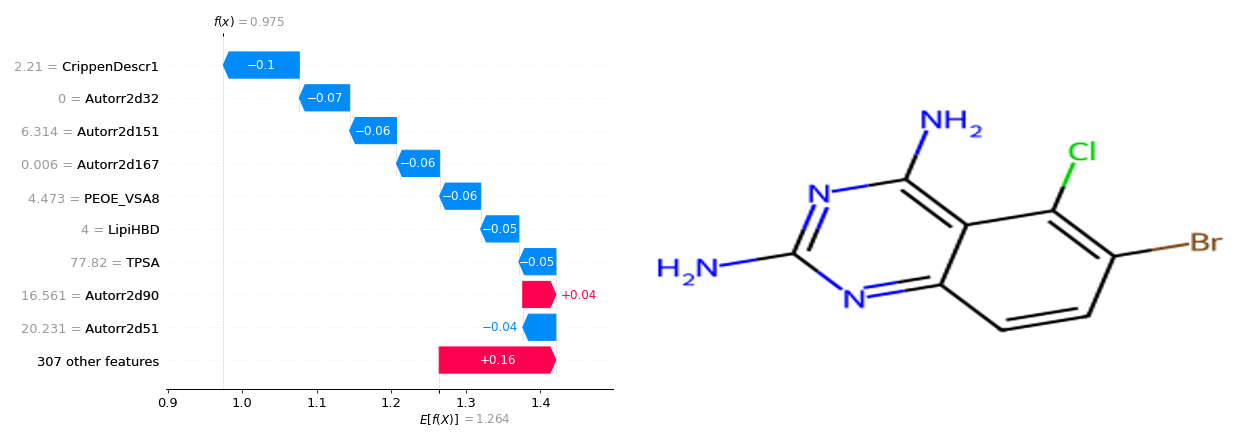 f(x) = 0.975
2.21 = CrippenDescr1
−0.1
0 = Autorr2d32
−0.07
6.314 = Autorr2d151
−0.06
0.006 = Autorr2d167
−0.06
4.473 = PEOE_VSA8
−0.06
4 = LipiHBD
−0.05
77.82 = TPSA
−0.05
16.561 = Autorr2d90
+0.04
20.231 = Autorr2d51
−0.04
307 other features
+0.16
0.9 1.0 1.1 1.2 1.3 1.4
E[f(X)] = 1.264
NH2
Cl
N
Br
H2N
N